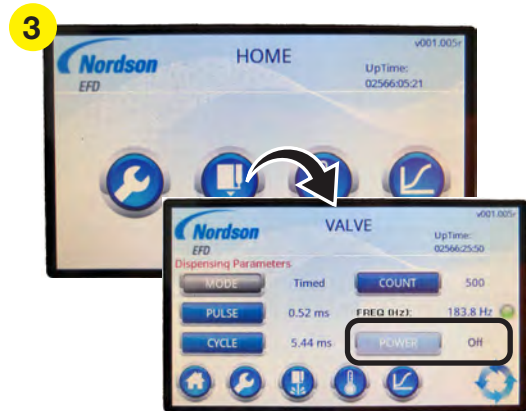 3
Nordson
EFD
HOME
v001.005r
UpTime:
02566:05:21
Nordson
EFD
VALVE
v001.005r
UpTime:
02566:25:50
Dispensing Parameters
MODE Timed COUNT 500
PULSE 0.52 ms FREQ (Hz): 183.8 Hz
CYCLE 5.44 ms POWER Off